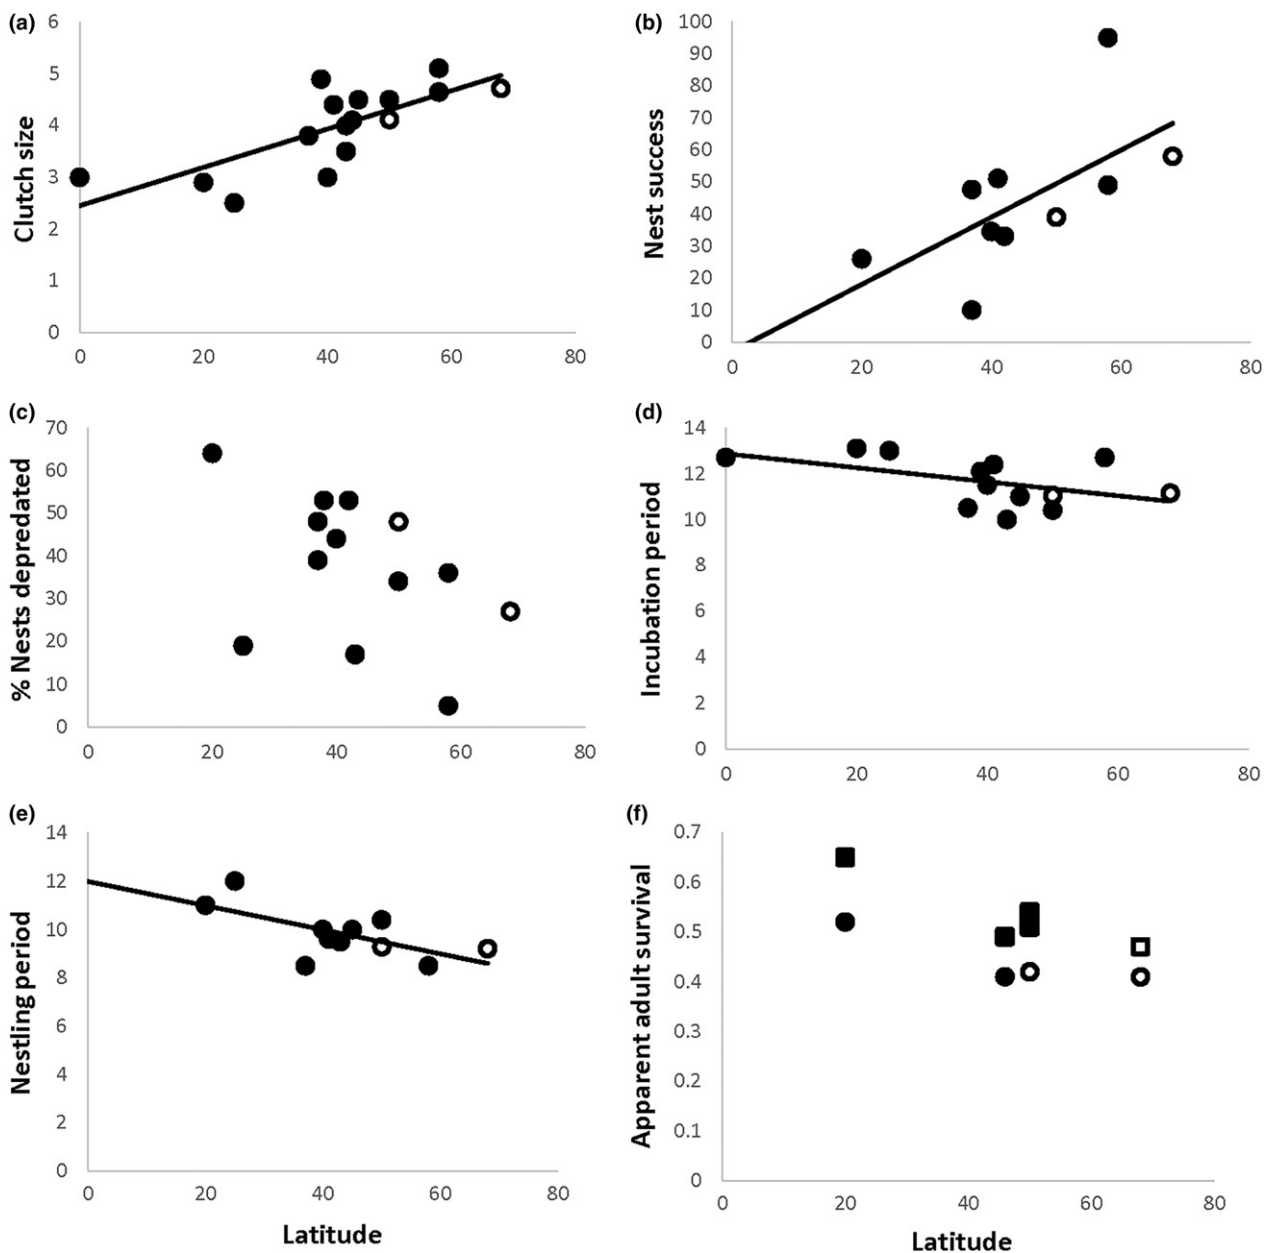 (a)
Clutch size
6
5
4
3
2
1
0
0 20 40 60 80
(b)
Nest success
100
90
80
70
60
50
40
30
20
10
0
0 20 40 60 80
(c)
% Nests depredated
70
60
50
40
30
20
10
0
0 20 40 60 80
(d)
Incubation period
14
12
10
8
6
4
2
0
0 20 40 60 80
(e)
Nestling period
14
12
10
8
6
4
2
0
0 20 40 60 80
Latitude
(f)
Apparent adult survival
0.7
0.6
0.5
0.4
0.3
0.2
0.1
0
0 20 40 60 80
Latitude